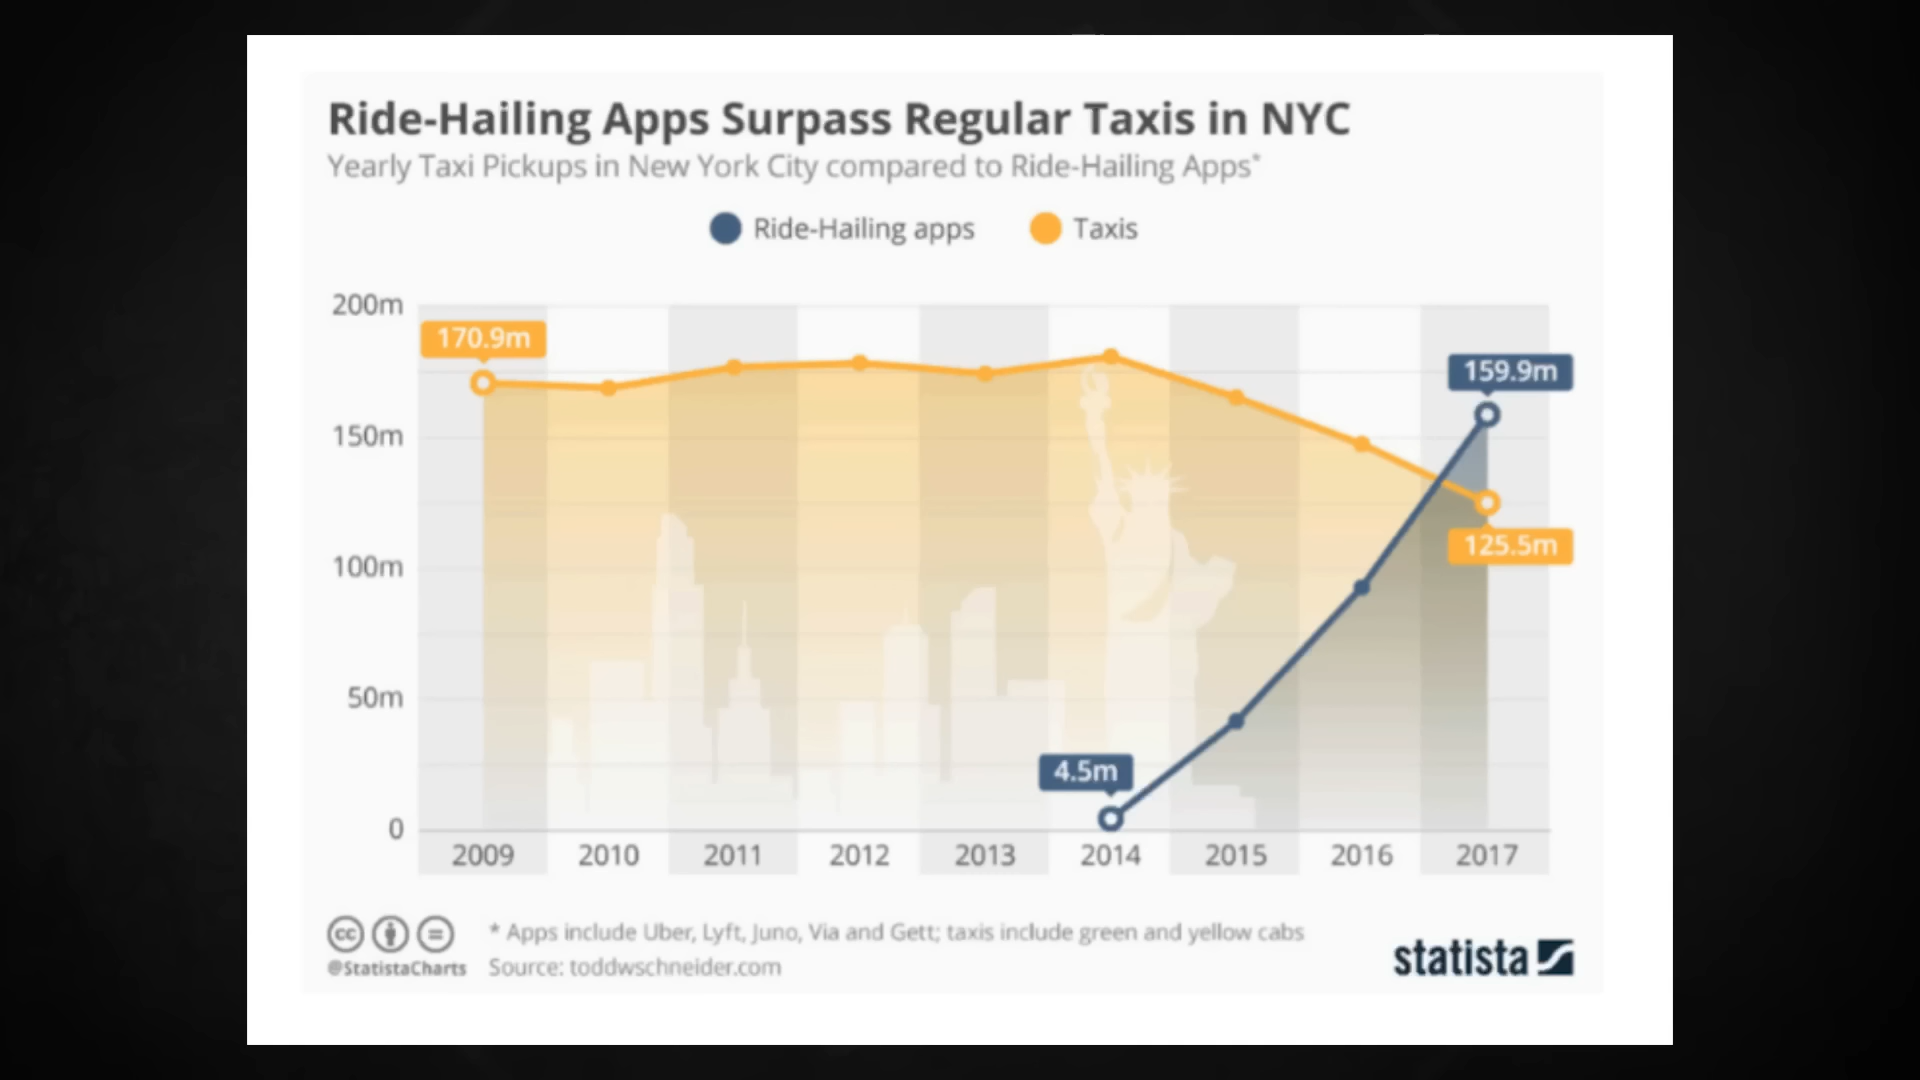 Ride-Hailing Apps Surpass Regular Taxis in NYC
Yearly Taxi Pickups in New York City compared to Ride-Hailing Apps*
Ride-Hailing apps Taxis
200m
170.9m
159.9m
150m
125.5m
100m
50m
4.5m
0
2009 2010 2011 2012 2013 2014 2015 2016 2017
cc
@StatistaCharts
* Apps include Uber, Lyft, Juno, Via and Gett; taxis include green and yellow cabs
Source: toddwschneider.com
statista